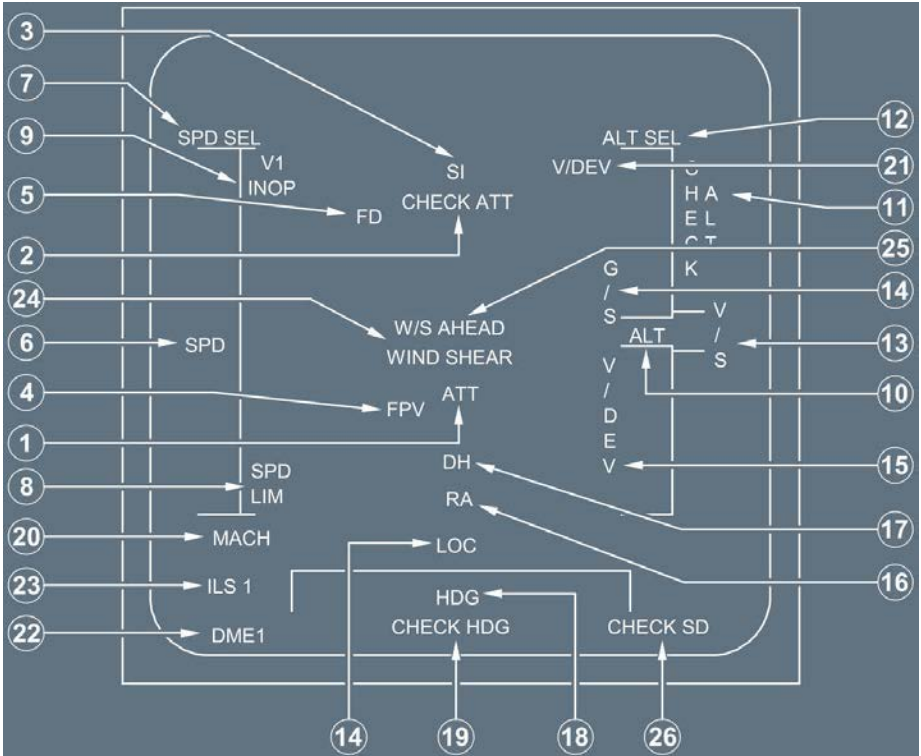 3
7
SPD SEL
ALT SEL
12
V1
SI
V/DEV
21
9
INOP
CHECK ATT
CHECK
ALT
11
5
FD
2
25
G/S
14
24
W/S AHEAD
6
SPD
WIND SHEAR
ALT
V/S
13
4
FPV
ATT
V/DEV
10
1
DH
15
8
SPD
LIM
RA
17
20
MACH
LOC
16
23
ILS 1
HDG
22
DME1
CHECK HDG
CHECK SD
14
19
18
26